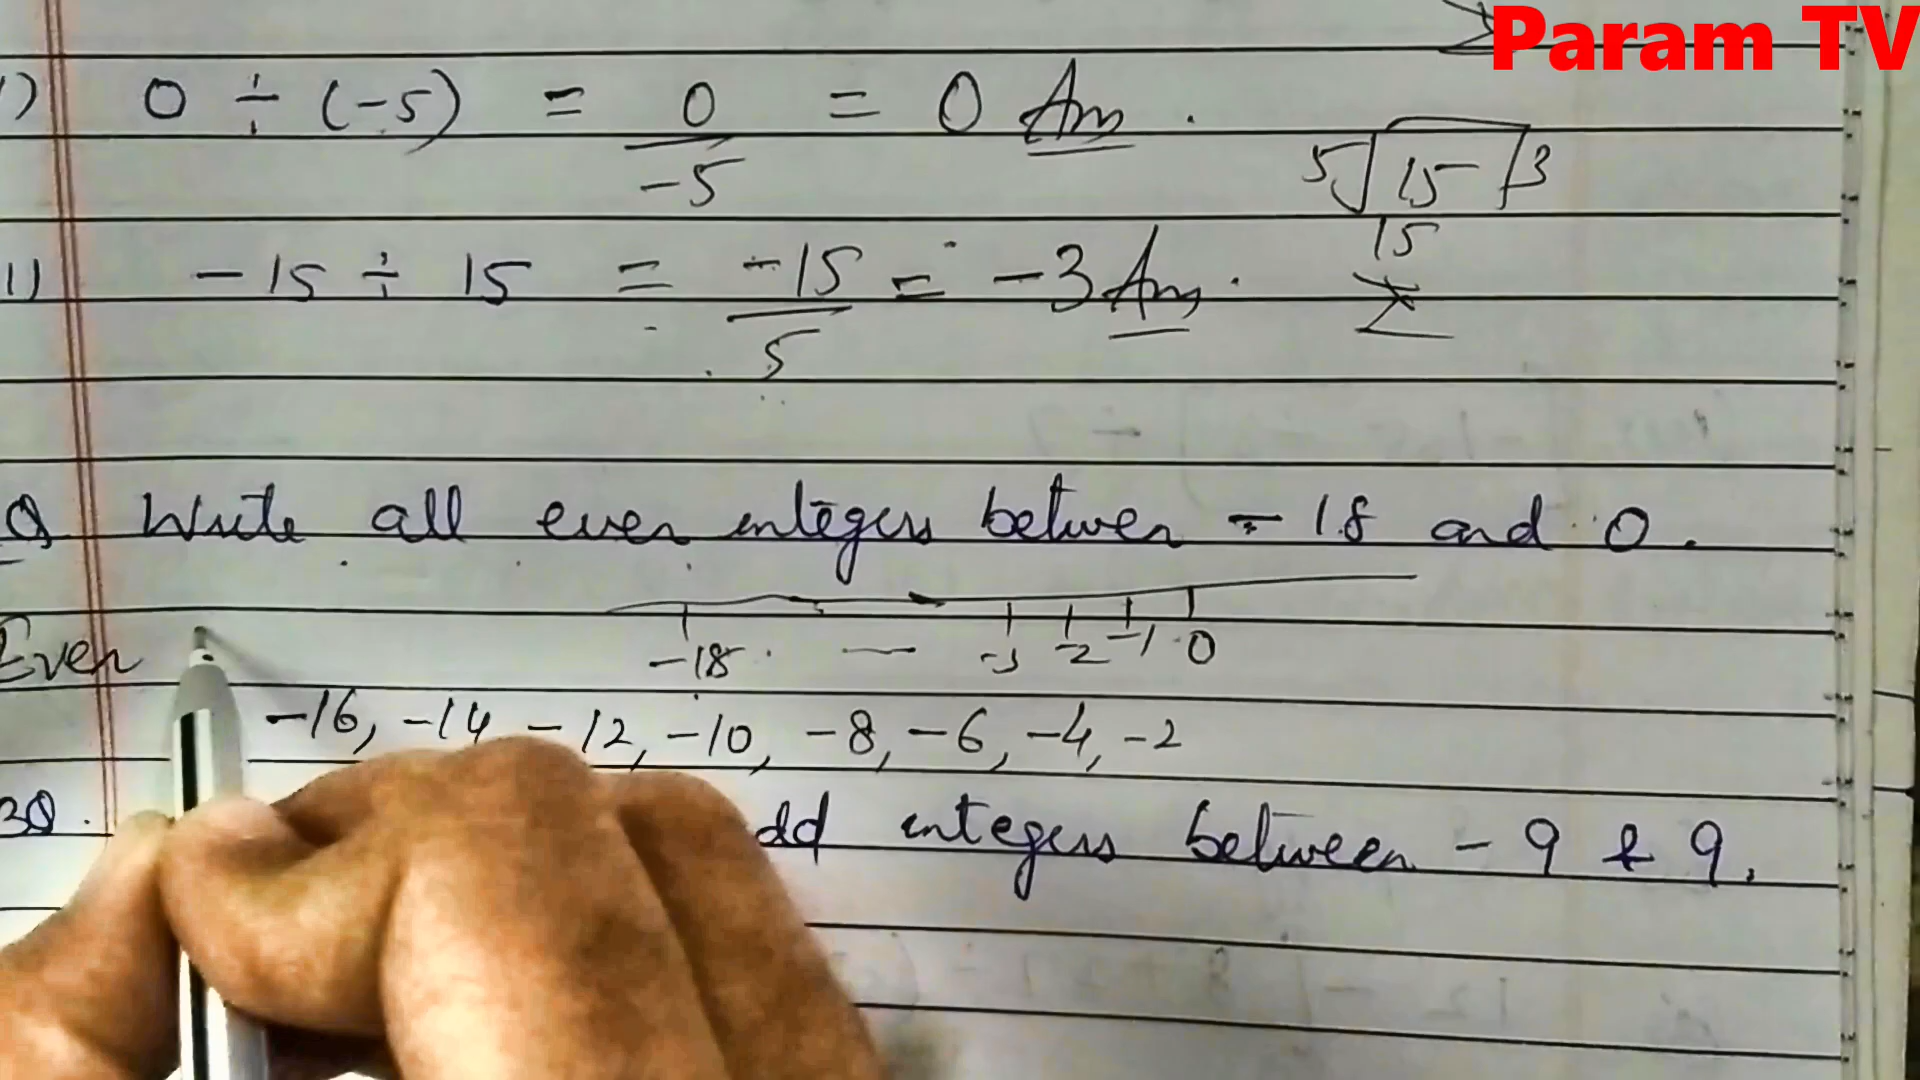 Param TV
1) 0 ÷ (-5) = 0/-5 = 0 Ans.
5 15 3
15
11) -15 ÷ 15 = -15/5 = -3 Ans.
Q Write all even integers between -18 and 0.
-18 -3 -2 -1 0
Even
-16, -14 -12, -10, -8, -6, -4, -2
3Q. dd integers between -9 & 9.